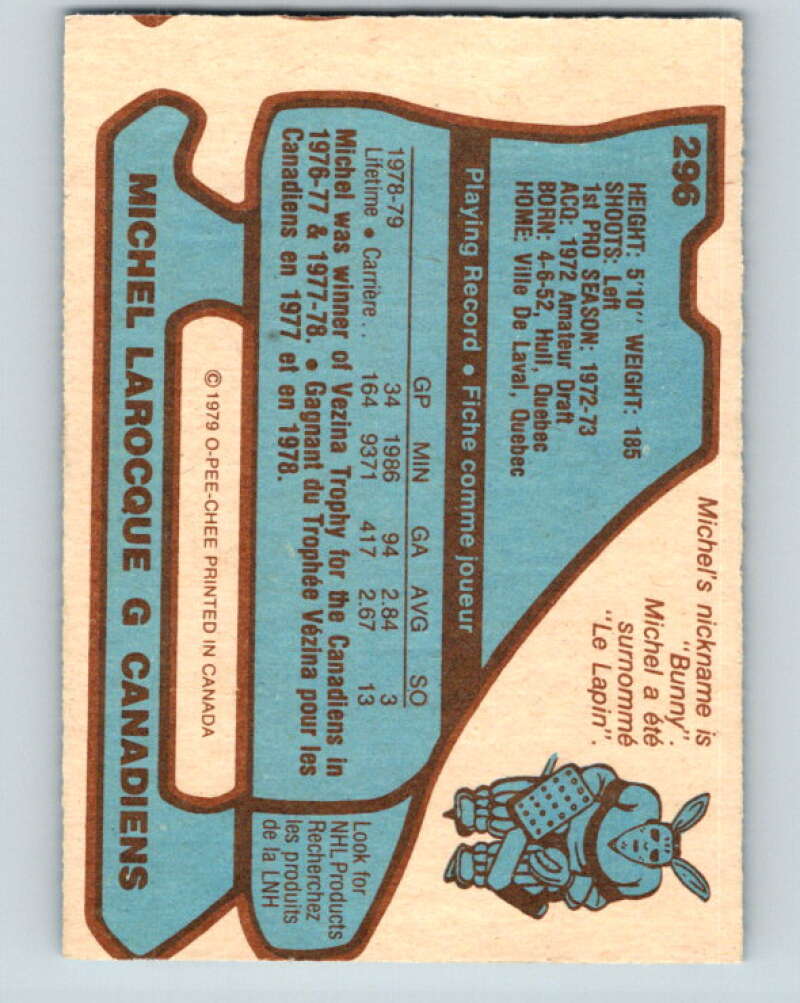 296
HEIGHT: 5'10" WEIGHT: 185
SHOOTS: Left
1st PRO SEASON: 1972-73
ACQ: 1972 Amateur Draft
BORN: 4-6-52, Hull, Quebec
HOME: Ville De Laval, Quebec
Michel's nickname is
"Bunny".
Michel a été
surnommé
"Le Lapin".
Playing Record • Fiche comme joueur
GP MIN GA AVG SO
1978-79 34 1986 94 2.84 3
Lifetime • Carrière .. 164 9371 417 2.67 13
Michel was winner of Vezina Trophy for the Canadiens in
1976-77 & 1977-78. • Gagnant du Trophée Vézina pour les
Canadiens en 1977 et en 1978.
Look for
NHL Products
Recherchez
les produits
de la LNH
© 1979 O-PEE-CHEE PRINTED IN CANADA
MICHEL LAROCQUE G CANADIENS